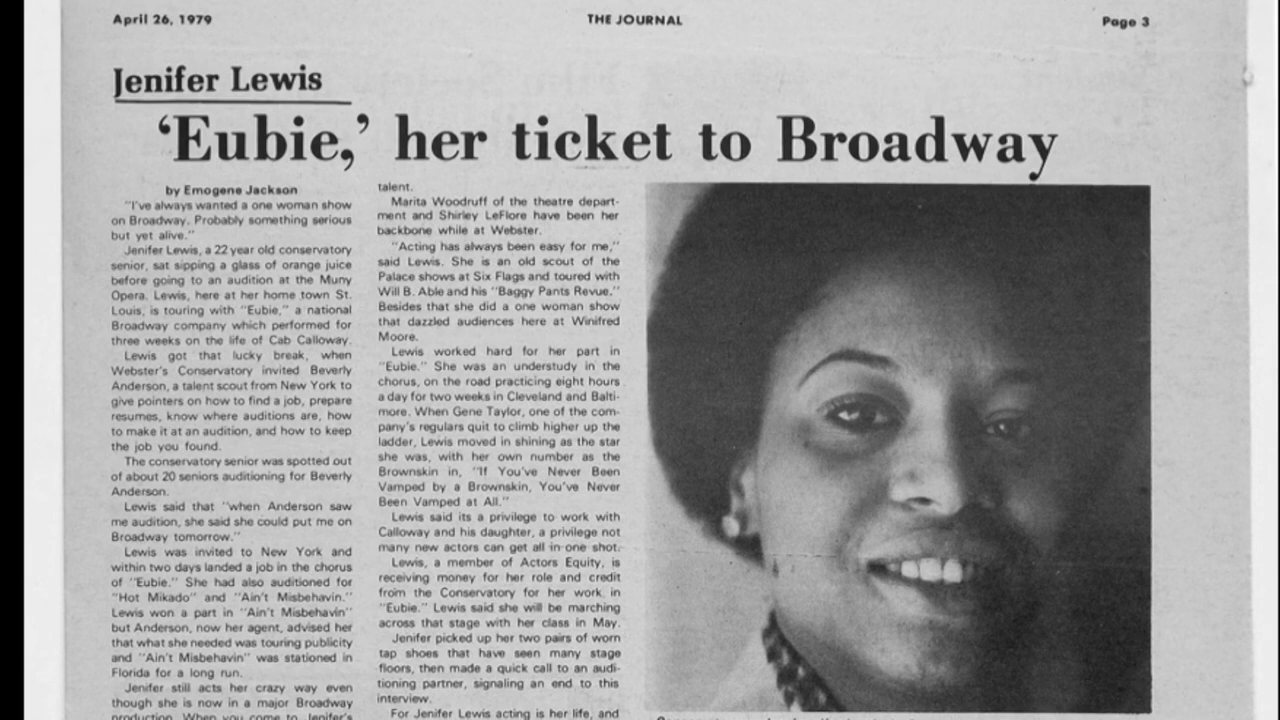 April 26, 1979
THE JOURNAL
Page 3
Jenifer Lewis
‘Eubie,’ her ticket to Broadway
by Emogene Jackson
"I've always wanted a one woman show
on Broadway. Probably something serious
but yet alive."
Jenifer Lewis, a 22 year old conservatory
senior, sat sipping a glass of orange juice
before going to an audition at the Muny
Opera. Lewis, here at her home town St.
Louis, is touring with "Eubie," a national
Broadway company which performed for
three weeks on the life of Cab Calloway.
Lewis got that lucky break, when
Webster's Conservatory invited Beverly
Anderson, a talent scout from New York to
give pointers on how to find a job, prepare
resumes, know where auditions are, how
to make it at an audition, and how to keep
the job you found.
The conservatory senior was spotted out
of about 20 seniors auditioning for Beverly
Anderson.
Lewis said that "when Anderson saw
me audition, she said she could put me on
Broadway tomorrow."
Lewis was invited to New York and
within two days landed a job in the chorus
of "Eubie." She had also auditioned for
"Hot Mikado" and "Ain't Misbehavin."
Lewis won a part in "Ain't Misbehavin"
but Anderson, now her agent, advised her
that what she needed was touring publicity
and "Ain't Misbehavin" was stationed in
Florida for a long run.
Jenifer still acts her crazy way even
though she is now in a major Broadway
production. When you come to Jenifer's
talent.
Marita Woodruff of the theatre depart-
ment and Shirley LeFlore have been her
backbone while at Webster.
"Acting has always been easy for me,"
said Lewis. She is an old scout of the
Palace shows at Six Flags and toured with
Will B. Able and his "Baggy Pants Revue."
Besides that she did a one woman show
that dazzled audiences here at Winifred
Moore.
Lewis worked hard for her part in
"Eubie." She was an understudy in the
chorus, on the road practicing eight hours
a day for two weeks in Cleveland and Balti-
more. When Gene Taylor, one of the com-
pany's regulars quit to climb higher up the
ladder, Lewis moved in shining as the star
she was, with her own number as the
Brownskin in, "If You've Never Been
Vamped by a Brownskin, You've Never
Been Vamped at All."
Lewis said its a privilege to work with
Calloway and his daughter, a privilege not
many new actors can get all in one shot.
Lewis, a member of Actors Equity, is
receiving money for her role and credit
from the Conservatory for her work in
"Eubie." Lewis said she will be marching
across that stage with her class in May.
Jenifer picked up her two pairs of worn
tap shoes that have seen many stage
floors, then made a quick call to an audi-
tioning partner, signaling an end to this
interview.
For Jenifer Lewis acting is her life, and